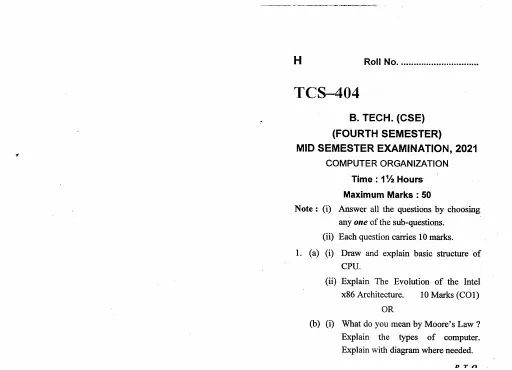 H Roll No. ...............................
TCS–404
B. TECH. (CSE)
(FOURTH SEMESTER)
MID SEMESTER EXAMINATION, 2021
COMPUTER ORGANIZATION
Time : 1½ Hours
Maximum Marks : 50
Note : (i) Answer all the questions by choosing
any one of the sub-questions.
(ii) Each question carries 10 marks.
1. (a) (i) Draw and explain basic structure of
CPU.
(ii) Explain The Evolution of the Intel
x86 Architecture. 10 Marks (CO1)
OR
(b) (i) What do you mean by Moore's Law ?
Explain the types of computer.
Explain with diagram where needed.
P. T. O.